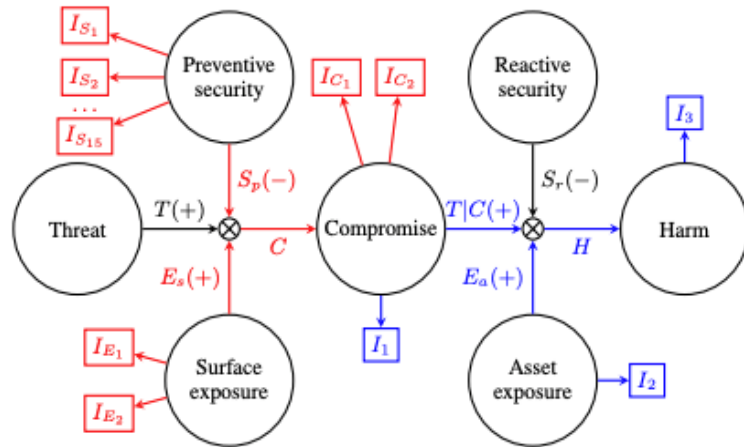 I_{S_1}
I_{S_2}
...
I_{S_{15}}
Preventive
security
I_{C_1}
I_{C_2}
Reactive
security
I_3
S_p(−)
S_r(−)
Threat
T(+)
⊗
C
Compromise
T|C(+)
⊗
H
Harm
E_s(+)
E_a(+)
I_{E_1}
I_{E_2}
Surface
exposure
I_1
Asset
exposure
I_2